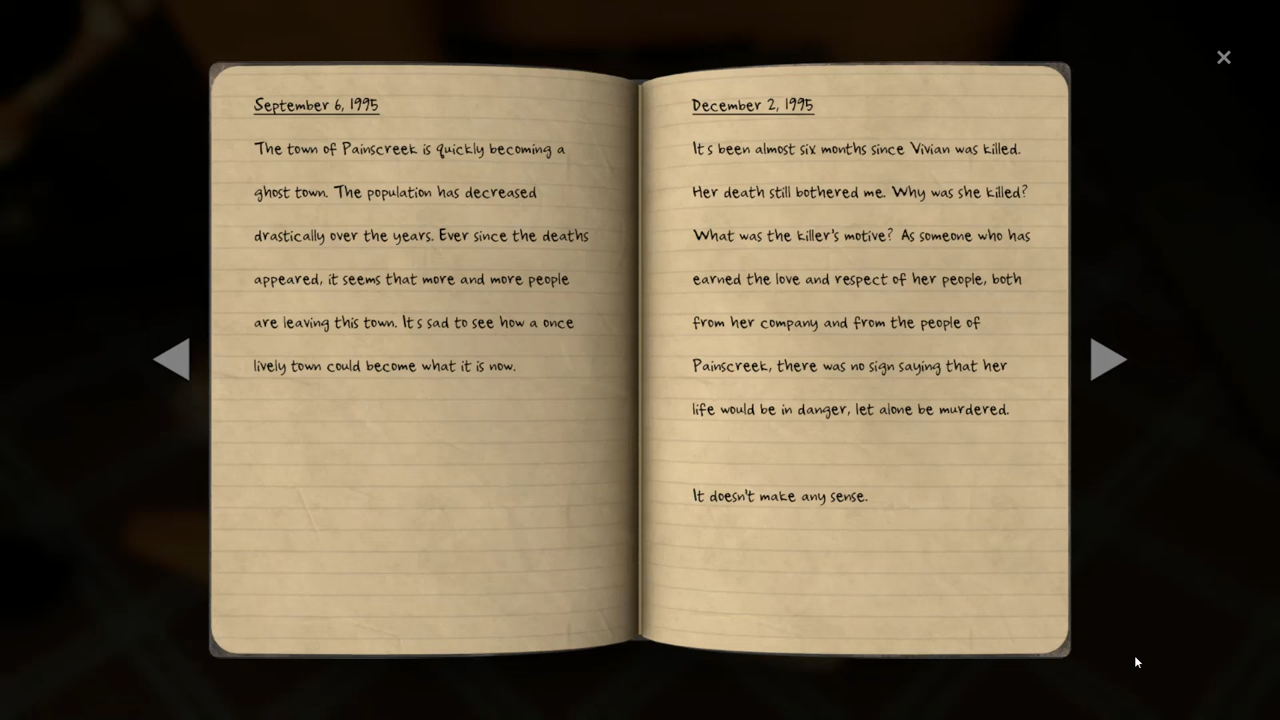 September 6, 1995
The town of Painscreek is quickly becoming a
ghost town. The population has decreased
drastically over the years. Ever since the deaths
appeared, it seems that more and more people
are leaving this town. It's sad to see how a once
lively town could become what it is now.
December 2, 1995
It's been almost six months since Vivian was killed.
Her death still bothered me. Why was she killed?
What was the killer's motive? As someone who has
earned the love and respect of her people, both
from her company and from the people of
Painscreek, there was no sign saying that her
life would be in danger, let alone be murdered.
It doesn't make any sense.